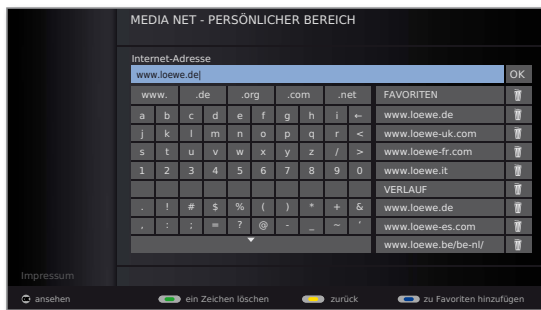 MEDIA NET - PERSÖNLICHER BEREICH
Internet-Adresse
www.loewe.de
OK
www. .de .org .com .net
a b c d e f g h i ←
j k l m n o p q r <
s t u v w x y z / >
1 2 3 4 5 6 7 8 9 0
. ! # $ % ( ) * + &
, : ; = ? @ - _ ~ '
FAVORITEN
www.loewe.de
www.loewe-uk.com
www.loewe-fr.com
www.loewe.it
VERLAUF
www.loewe.de
www.loewe-es.com
www.loewe.be/be-nl/
Impressum
ansehen
ein Zeichen löschen
zurück
zu Favoriten hinzufügen